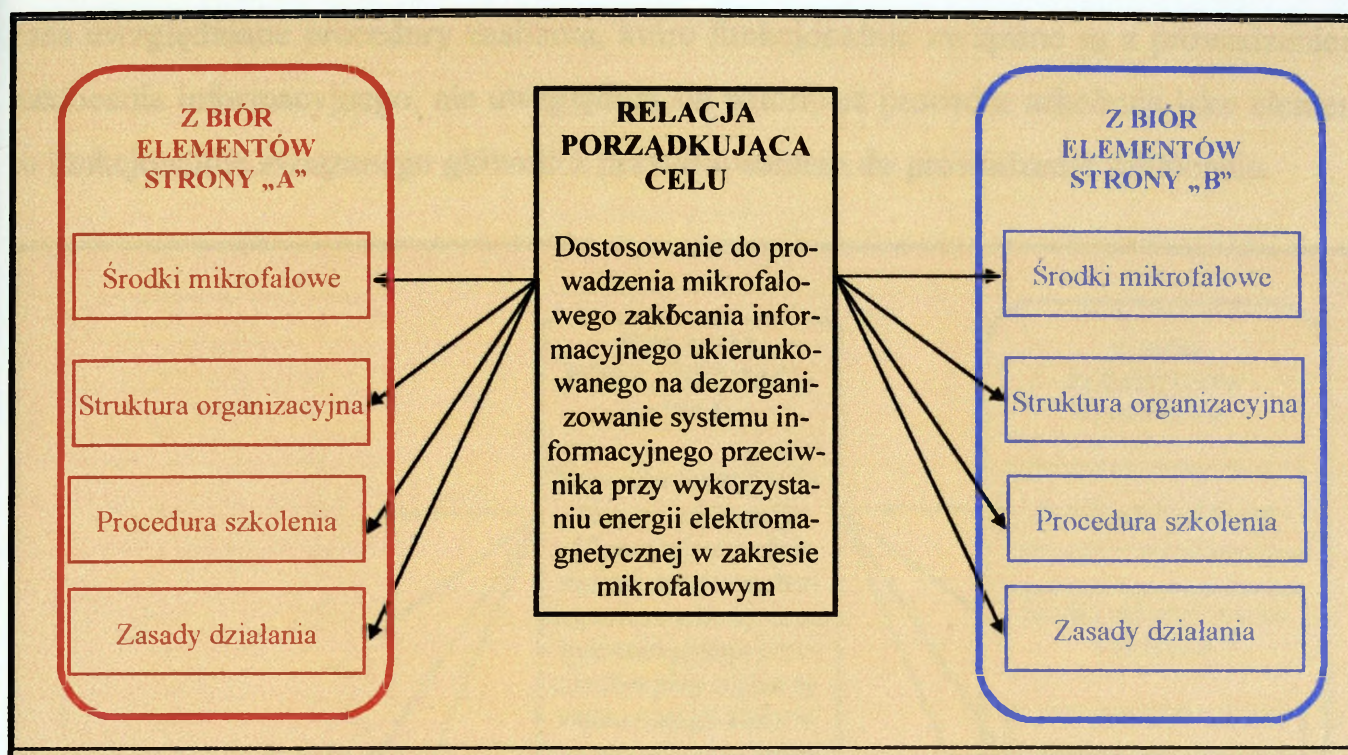 Z BIÓR
ELEMENTÓW
STRONY „A”
Środki mikrofalowe
Struktura organizacyjna
Procedura szkolenia
Zasady działania
RELACJA
PORZĄDKUJĄCA
CELU
Dostosowanie do pro-
wadzenia mikrofalo-
wego zakłócania infor-
macyjnego ukierunko-
wanego na dezorgani-
zowanie systemu in-
formacyjnego przeciw-
nika przy wykorzysta-
niu energii elektroma-
gnetycznej w zakresie
mikrofalowym
Z BIÓR
ELEMENTÓW
STRONY „B”
Środki mikrofalowe
Struktura organizacyjna
Procedura szkolenia
Zasady działania